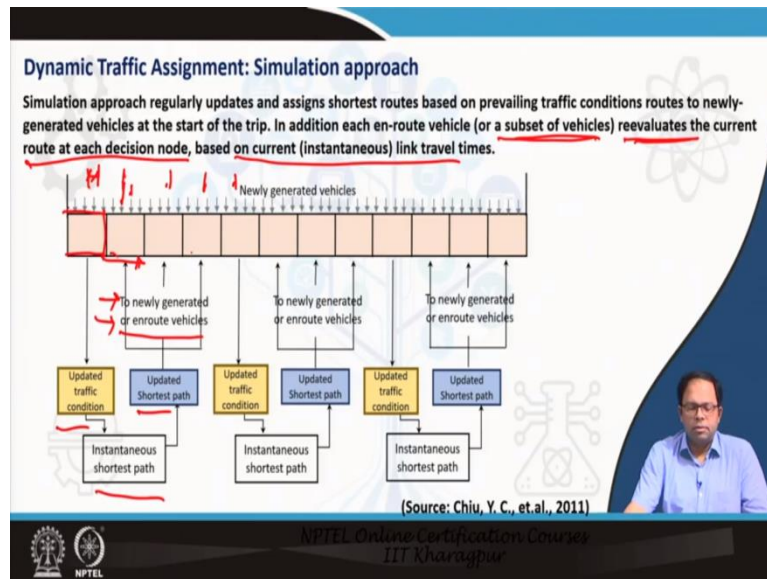 Dynamic Traffic Assignment: Simulation approach
Simulation approach regularly updates and assigns shortest routes based on prevailing traffic conditions routes to newly-
generated vehicles at the start of the trip. In addition each en-route vehicle (or a subset of vehicles) reevaluates the current
route at each decision node, based on current (instantaneous) link travel times.
Newly generated vehicles
To newly generated
or enroute vehicles
To newly generated
or enroute vehicles
To newly generated
or enroute vehicles
Updated
traffic
condition
Updated
Shortest path
Updated
traffic
condition
Updated
Shortest path
Updated
traffic
condition
Updated
Shortest path
Instantaneous
shortest path
Instantaneous
shortest path
Instantaneous
shortest path
(Source: Chiu, Y. C., et.al., 2011)
NPTEL Online Certification Courses
IIT Kharagpur
NPTEL